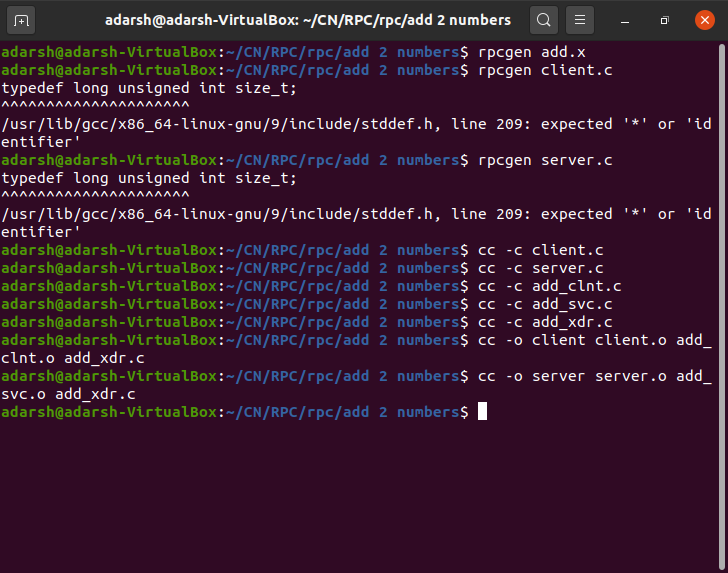 adarsh@adarsh-VirtualBox: ~/CN/RPC/rpc/add 2 numbers
adarsh@adarsh-VirtualBox:~/CN/RPC/rpc/add 2 numbers$ rpcgen add.x
adarsh@adarsh-VirtualBox:~/CN/RPC/rpc/add 2 numbers$ rpcgen client.c
typedef long unsigned int size_t;
^^^^^^^^^^^^^^^^^^^^^
/usr/lib/gcc/x86_64-linux-gnu/9/include/stddef.h, line 209: expected '*' or 'id
entifier'
adarsh@adarsh-VirtualBox:~/CN/RPC/rpc/add 2 numbers$ rpcgen server.c
typedef long unsigned int size_t;
^^^^^^^^^^^^^^^^^^^^^
/usr/lib/gcc/x86_64-linux-gnu/9/include/stddef.h, line 209: expected '*' or 'id
entifier'
adarsh@adarsh-VirtualBox:~/CN/RPC/rpc/add 2 numbers$ cc -c client.c
adarsh@adarsh-VirtualBox:~/CN/RPC/rpc/add 2 numbers$ cc -c server.c
adarsh@adarsh-VirtualBox:~/CN/RPC/rpc/add 2 numbers$ cc -c add_clnt.c
adarsh@adarsh-VirtualBox:~/CN/RPC/rpc/add 2 numbers$ cc -c add_svc.c
adarsh@adarsh-VirtualBox:~/CN/RPC/rpc/add 2 numbers$ cc -c add_xdr.c
adarsh@adarsh-VirtualBox:~/CN/RPC/rpc/add 2 numbers$ cc -o client client.o add_
clnt.o add_xdr.c
adarsh@adarsh-VirtualBox:~/CN/RPC/rpc/add 2 numbers$ cc -o server server.o add_
svc.o add_xdr.c
adarsh@adarsh-VirtualBox:~/CN/RPC/rpc/add 2 numbers$